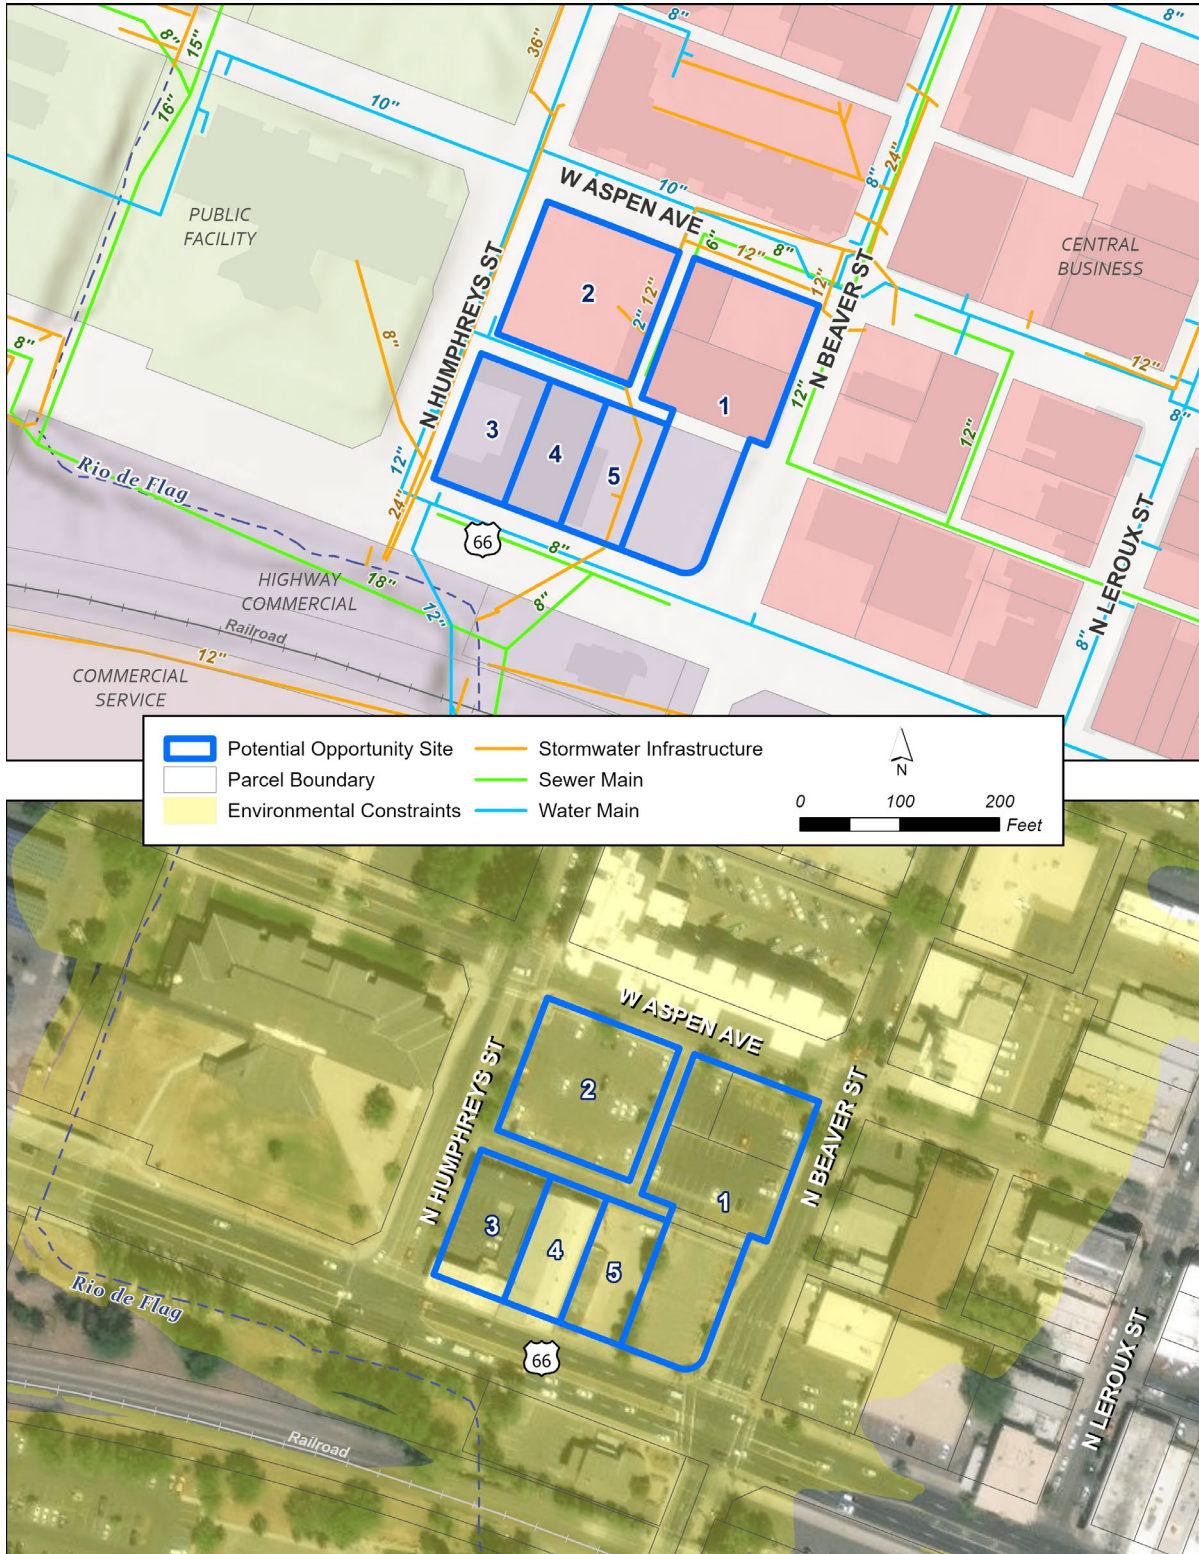 8"
8"
8"
15"
36"
16"
10"
24"
8"
W ASPEN AVE
10"
PUBLIC
FACILITY
6"
12"
8"
CENTRAL
BUSINESS
N HUMPHREYS ST
2
12"
2"
12"
N BEAVER ST
8"
8"
12"
1
12"
8"
3
4
5
12"
12"
Rio de Flag
24"
66
8"
N LEROUX ST
18"
HIGHWAY
COMMERCIAL
12"
8"
Railroad
8"
12"
COMMERCIAL
SERVICE
Potential Opportunity Site
Stormwater Infrastructure
Parcel Boundary
Sewer Main
N
Environmental Constraints
Water Main
0 100 200
Feet
W ASPEN AVE
N HUMPHREYS ST
2
N BEAVER ST
1
3
4
5
Rio de Flag
66
N LEROUX ST
Railroad